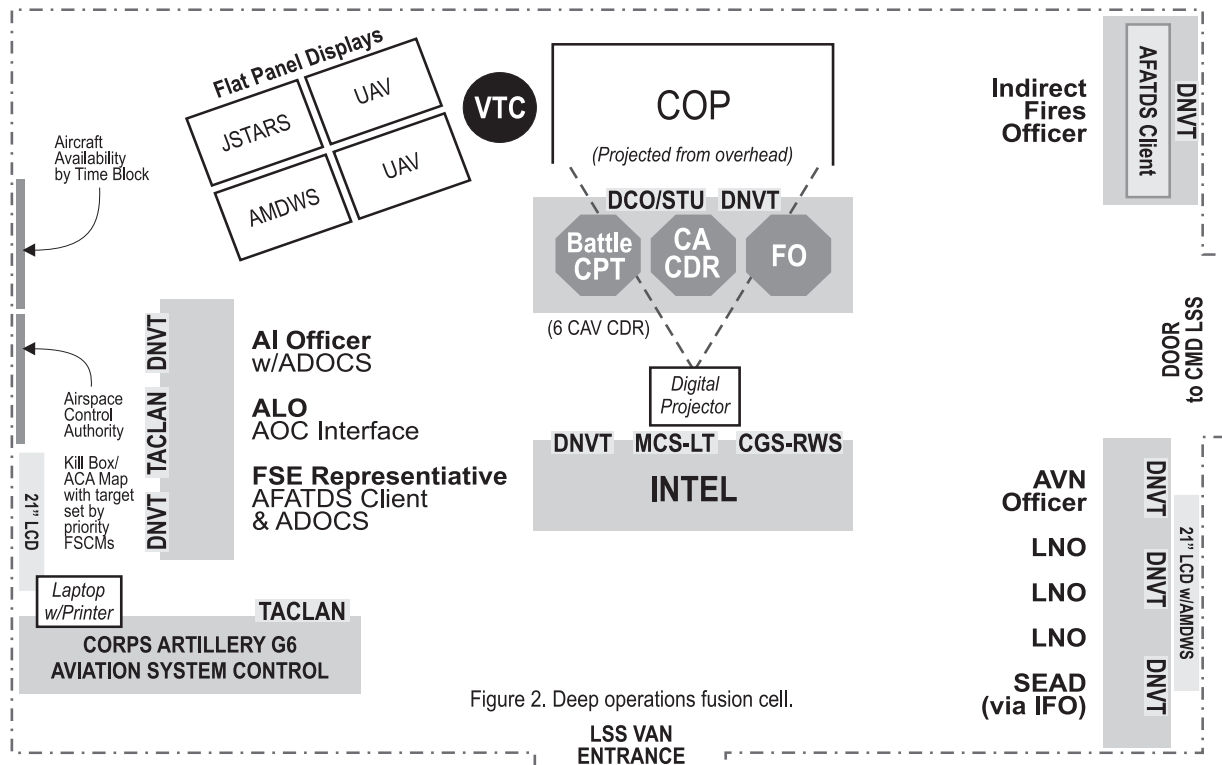 Flat Panel Displays
JSTARS
UAV
AMDWS
UAV
VTC
COP
(Projected from overhead)
DCO/STU DNVT
Battle
CPT
CA
CDR
FO
(6 CAV CDR)
Digital
Projector
DNVT MCS-LT CGS-RWS
INTEL
Indirect
Fires
Officer
AFATDS Client
DNVT
DOOR
to CMD LSS
Aircraft
Availability
by Time Block
Airspace
Control
Authority
Kill Box/
ACA Map
with target
set by
priority
FSCMs
21" LCD
DNVT
TACLAN
DNVT
AI Officer
w/ADOCS
ALO
AOC Interface
FSE Representiative
AFATDS Client
& ADOCS
Laptop
w/Printer
TACLAN
CORPS ARTILLERY G6
AVIATION SYSTEM CONTROL
AVN
Officer
LNO
LNO
LNO
SEAD
(via IFO)
DNVT
DNVT
DNVT
21" LCD w/AMDWS
Figure 2. Deep operations fusion cell.
LSS VAN
ENTRANCE